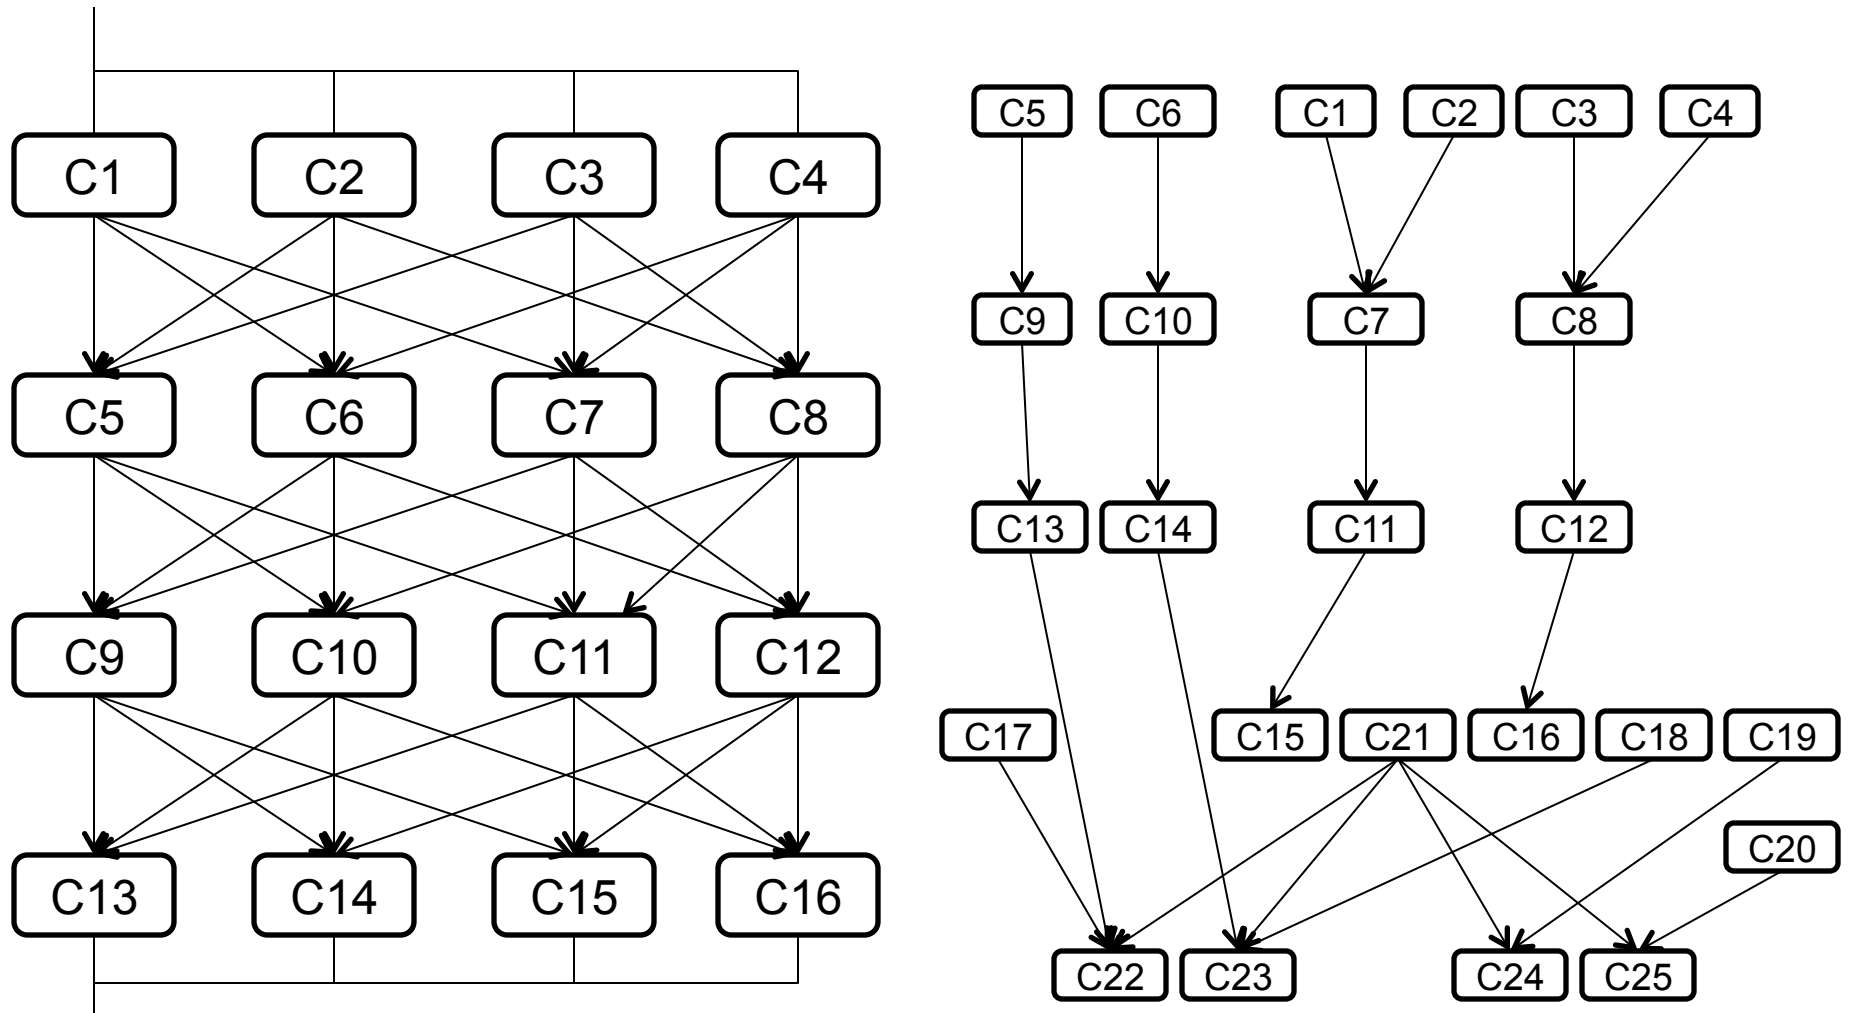 C1 C2 C3 C4
C5 C6 C7 C8
C9 C10 C11 C12
C13 C14 C15 C16
C5 C6 C1 C2 C3 C4
C9 C10 C7 C8
C13 C14 C11 C12
C17 C15 C21 C16 C18 C19
C20
C22 C23 C24 C25